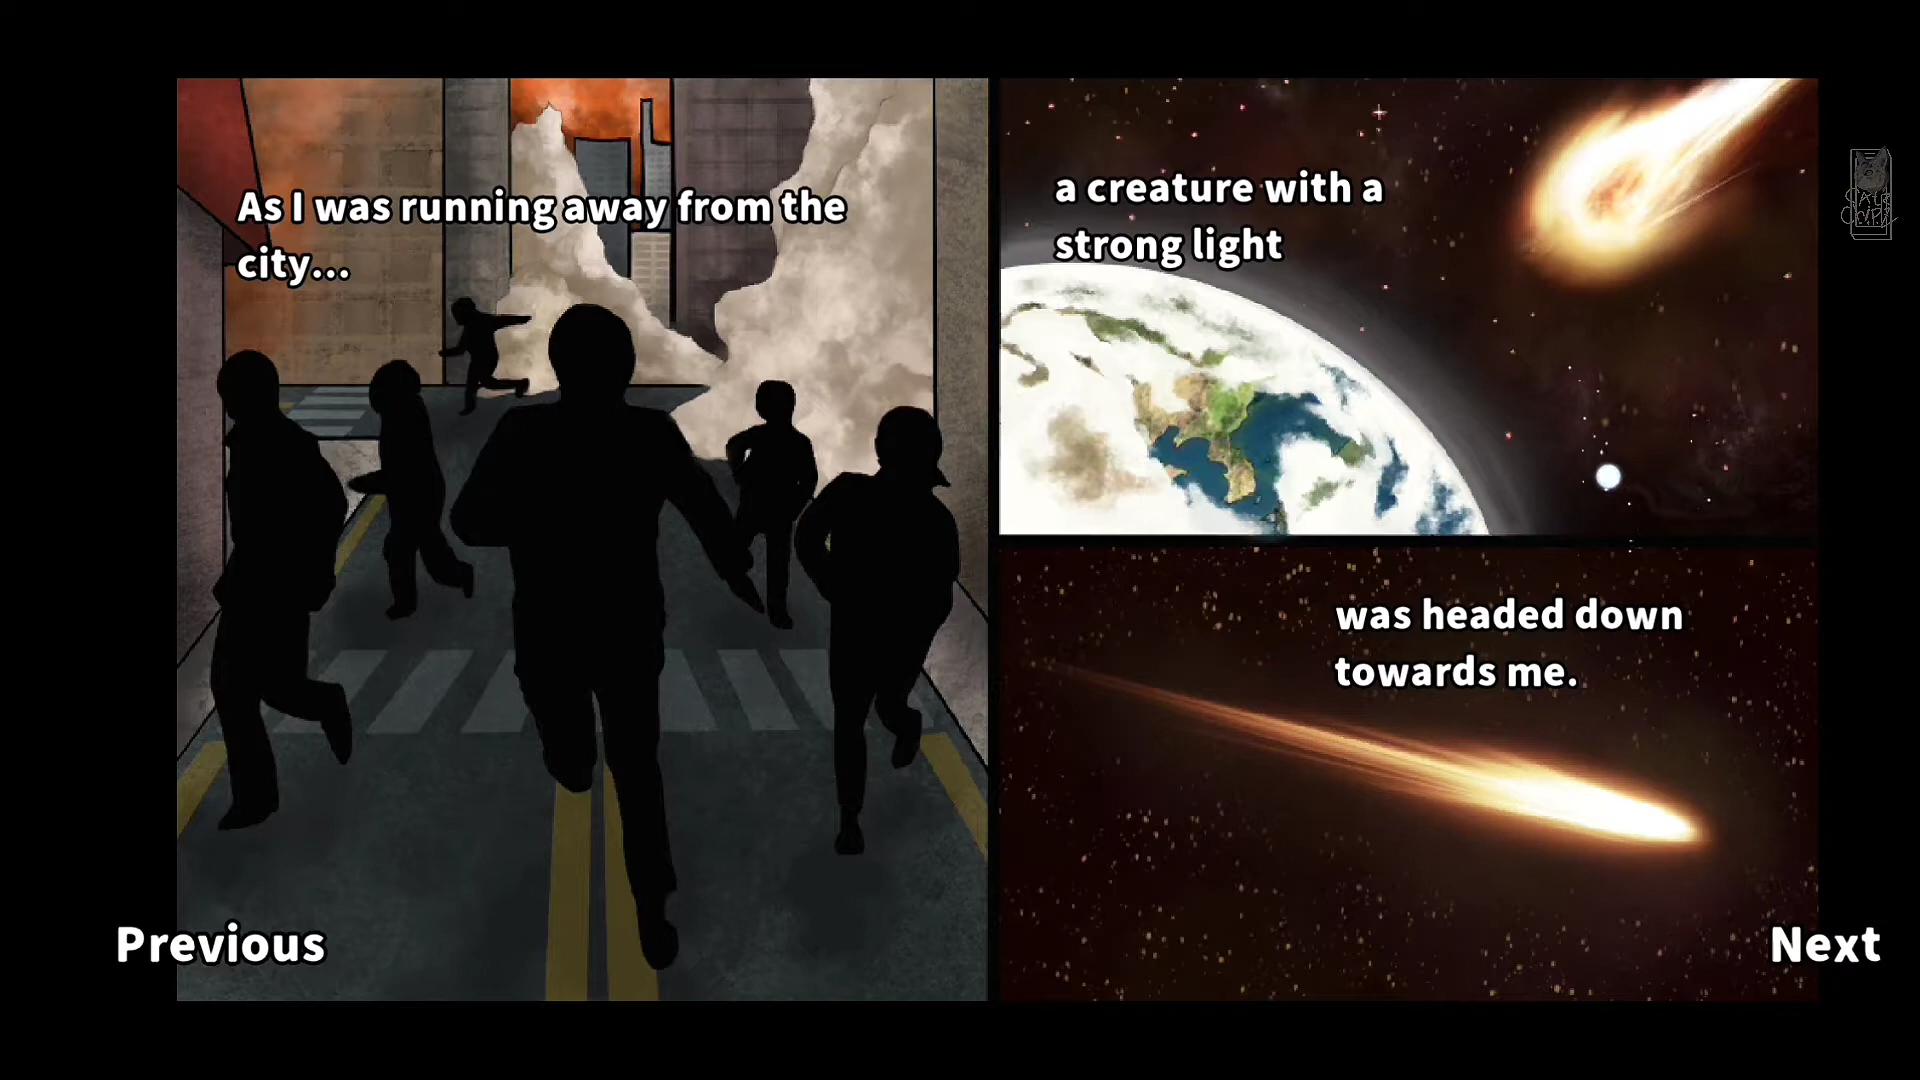 As I was running away from the
city...
a creature with a
strong light
was headed down
towards me.
Previous
Next